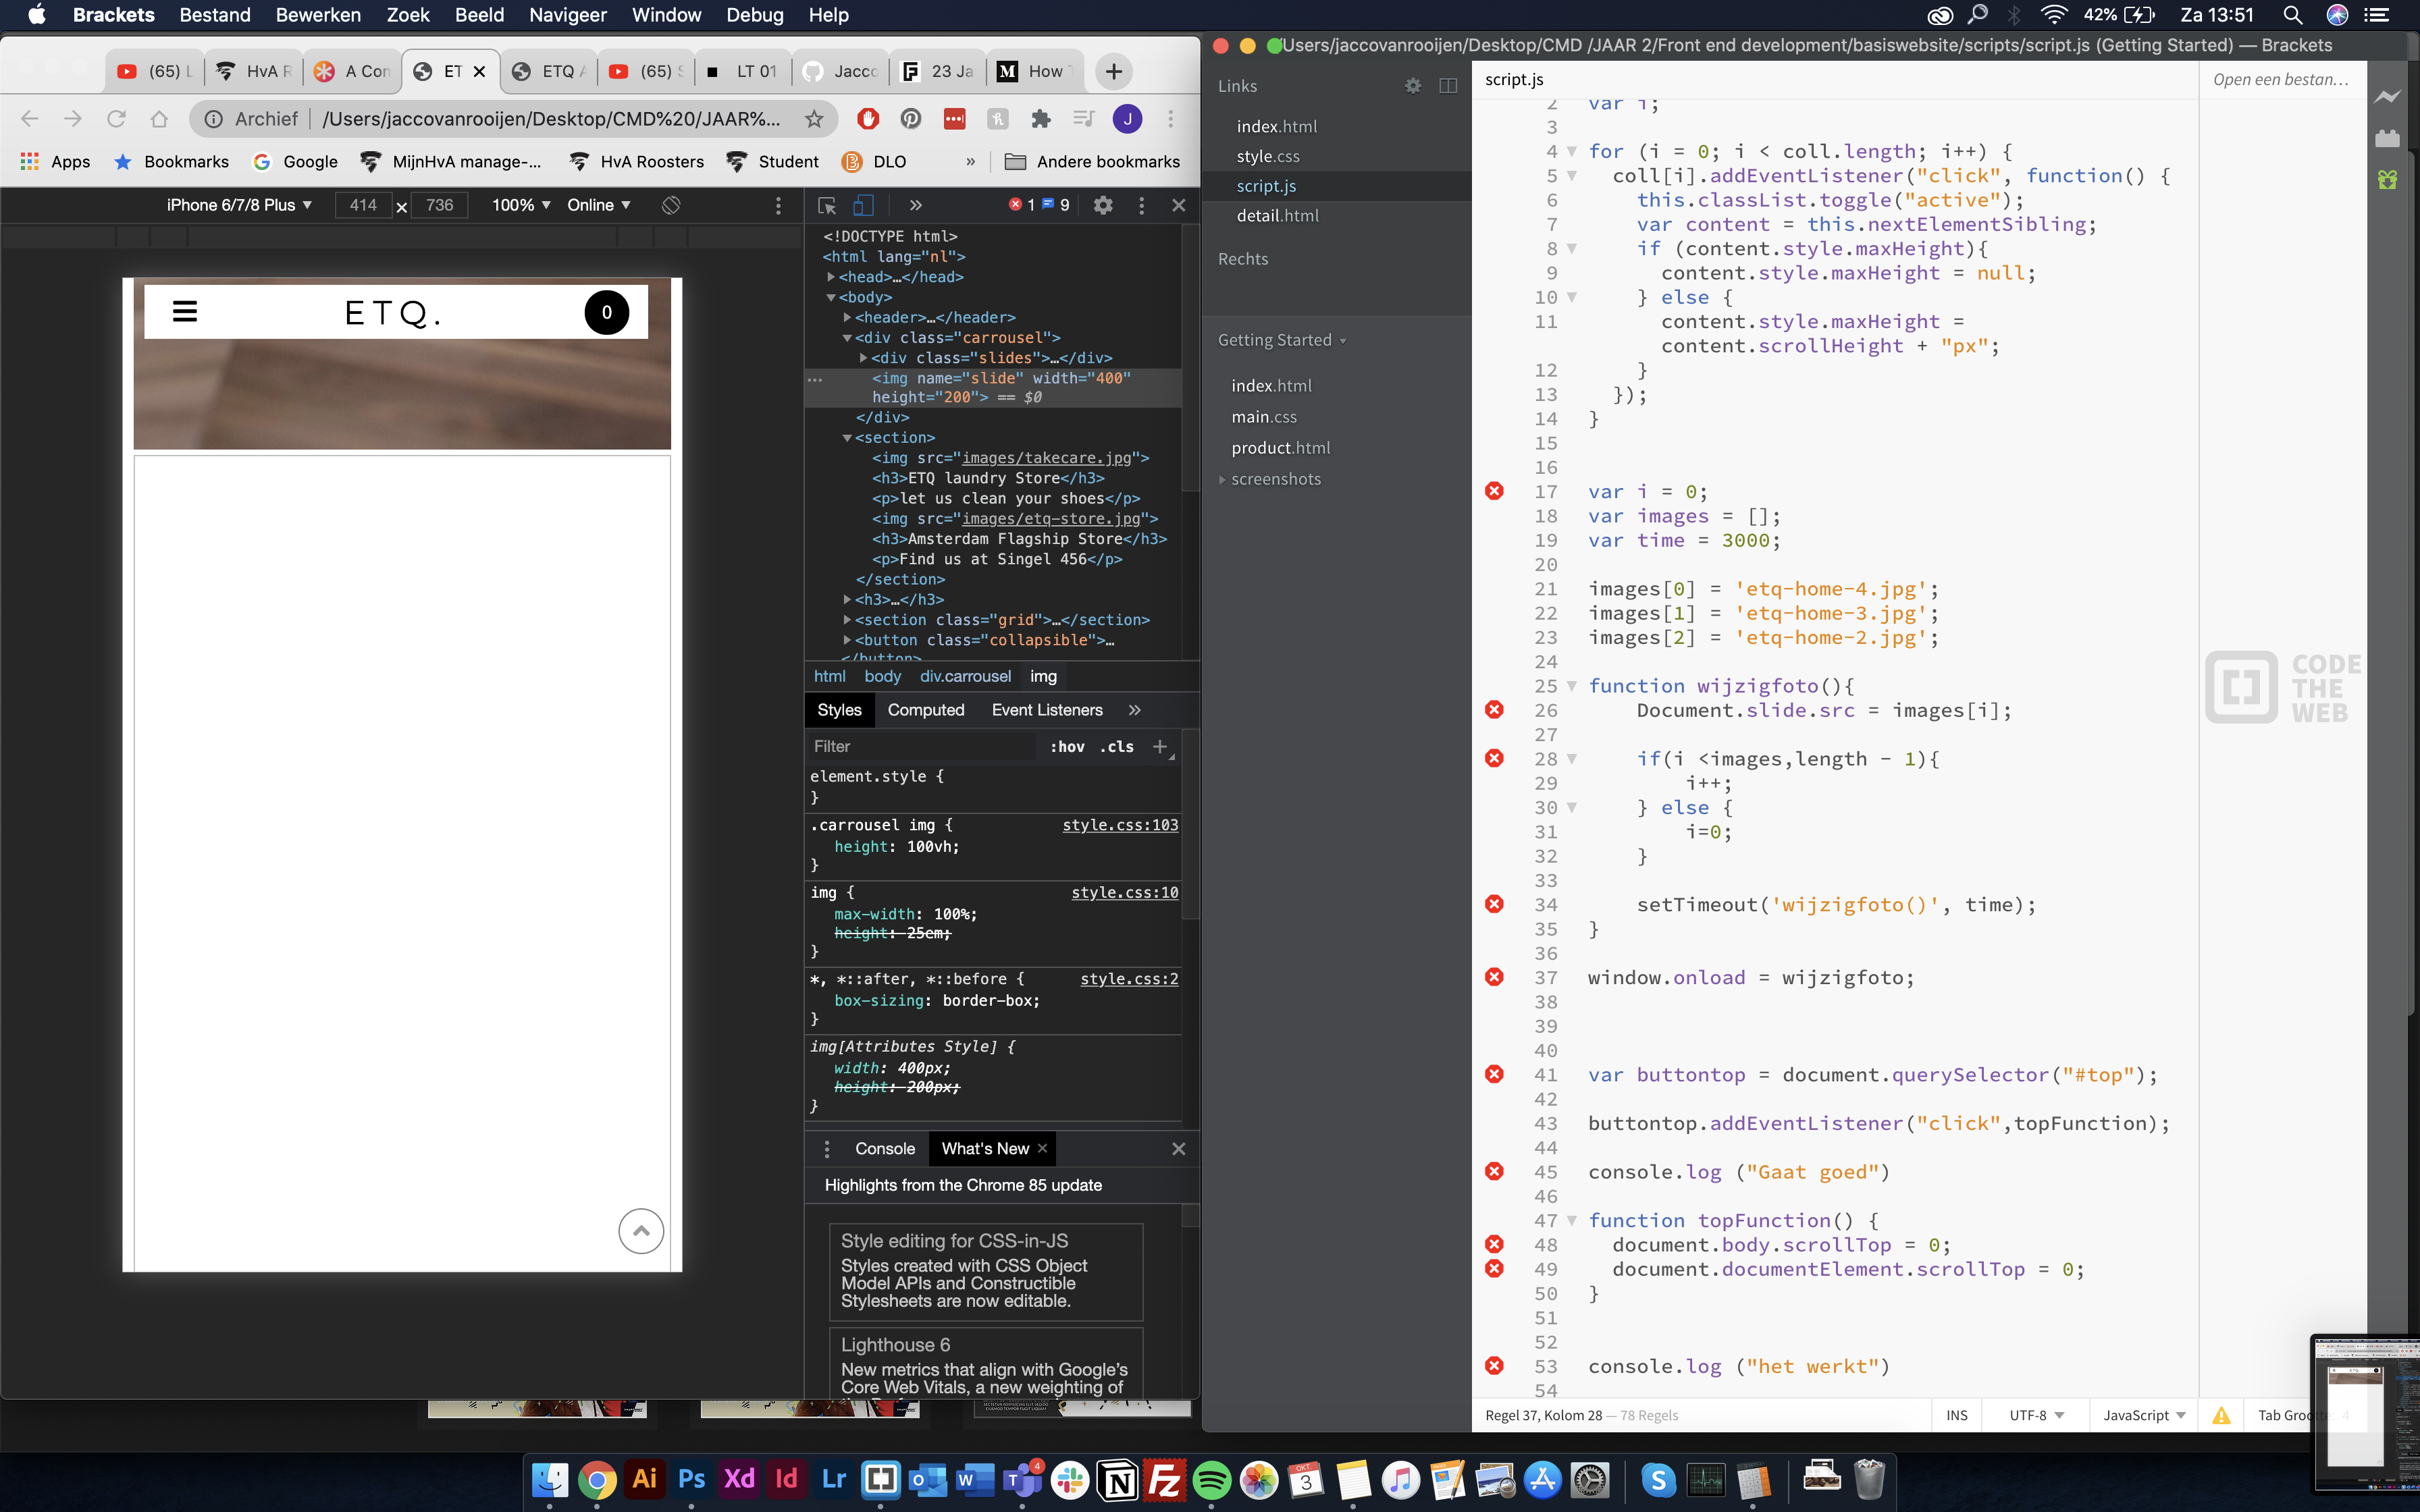 Brackets Bestand Bewerken Zoek Beeld Navigeer Window Debug Help
42% Za 13:51
(65) L HvA R A Con ET ETQ A (65) S LT 01 Jacco 23 Ja How T
Archief /Users/jaccovanrooijen/Desktop/CMD%20/JAAR%...
Apps Bookmarks Google MijnHvA manage-... HvA Roosters Student DLO » Andere bookmarks
iPhone 6/7/8 Plus 414 × 736 100% Online
ETQ.
0
» 1 9
<!DOCTYPE html>
<html lang="nl">
<head>…</head>
<body>
<header>…</header>
<div class="carrousel">
<div class="slides">…</div>
<img name="slide" width="400"
height="200"> == $0
</div>
<section>
<img src="images/takecare.jpg">
<h3>ETQ laundry Store</h3>
<p>let us clean your shoes</p>
<img src="images/etq-store.jpg">
<h3>Amsterdam Flagship Store</h3>
<p>Find us at Singel 456</p>
</section>
<h3>…</h3>
<section class="grid">…</section>
<button class="collapsible">…
</button>
html body div.carrousel img
Styles Computed Event Listeners »
Filter :hov .cls +
element.style {
}
.carrousel img { style.css:103
height: 100vh;
}
img { style.css:10
max-width: 100%;
height: 25em;
}
*, *::after, *::before { style.css:2
box-sizing: border-box;
}
img[Attributes Style] {
width: 400px;
height: 200px;
}
Console What's New
Highlights from the Chrome 85 update
Style editing for CSS-in-JS
Styles created with CSS Object
Model APIs and Constructible
Stylesheets are now editable.
Lighthouse 6
New metrics that align with Google's
Core Web Vitals, a new weighting of
/Users/jaccovanrooijen/Desktop/CMD /JAAR 2/Front end development/basiswebsite/scripts/script.js (Getting Started) — Brackets
Links
index.html
style.css
script.js
detail.html
Rechts
Getting Started
index.html
main.css
product.html
screenshots
script.js
Open een bestan...
2 var i;
3
4 for (i = 0; i < coll.length; i++) {
5 coll[i].addEventListener("click", function() {
6 this.classList.toggle("active");
7 var content = this.nextElementSibling;
8 if (content.style.maxHeight){
9 content.style.maxHeight = null;
10 } else {
11 content.style.maxHeight =
content.scrollHeight + "px";
12 }
13 });
14 }
15
16
17 var i = 0;
18 var images = [];
19 var time = 3000;
20
21 images[0] = 'etq-home-4.jpg';
22 images[1] = 'etq-home-3.jpg';
23 images[2] = 'etq-home-2.jpg';
24
25 function wijzigfoto(){
26 Document.slide.src = images[i];
27
28 if(i <images,length - 1){
29 i++;
30 } else {
31 i=0;
32 }
33
34 setTimeout('wijzigfoto()', time);
35 }
36
37 window.onload = wijzigfoto;
38
39
40
41 var buttontop = document.querySelector("#top");
42
43 buttontop.addEventListener("click",topFunction);
44
45 console.log ("Gaat goed")
46
47 function topFunction() {
48 document.body.scrollTop = 0;
49 document.documentElement.scrollTop = 0;
50 }
51
52
53 console.log ("het werkt")
54
CODE
THE
WEB
Regel 37, Kolom 28 — 78 Regels INS UTF-8 JavaScript Tab Groo
Ai Ps Xd Id Lr O W T 4 N Fz OKT 3 S